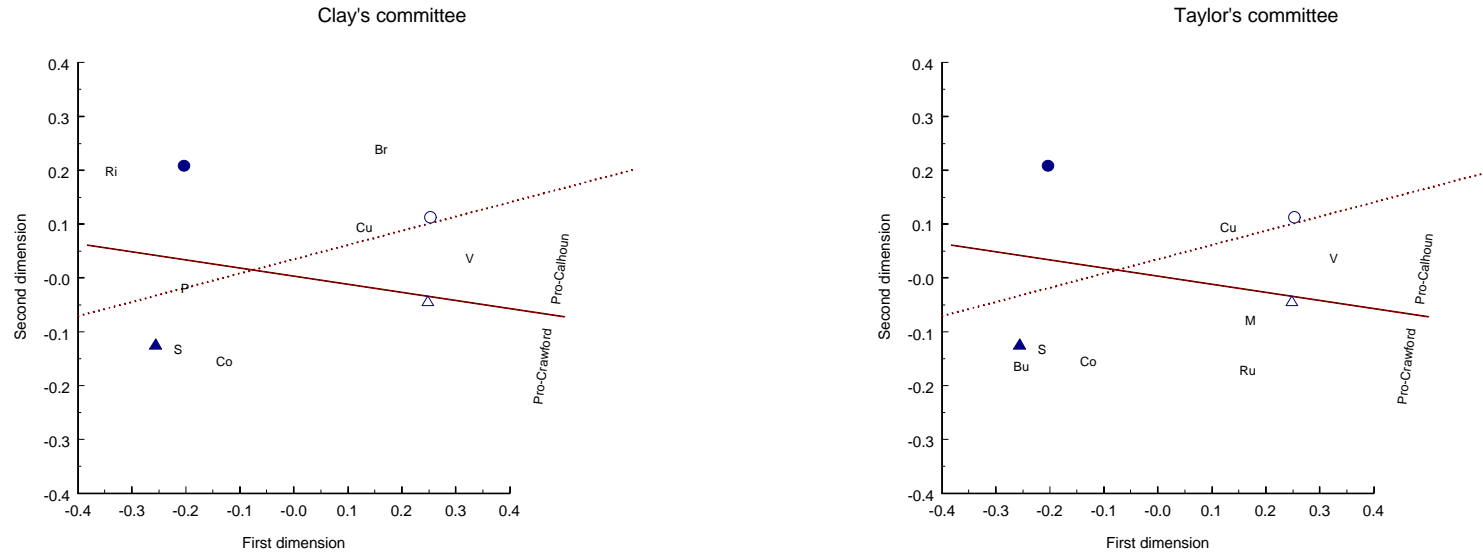 Clay's committee
0.4
0.3
0.2
0.1
-0.0
-0.1
-0.2
-0.3
-0.4
Second dimension
Br
Ri
Cu
V
P
S
Co
Pro-Calhoun
Pro-Crawford
-0.4 -0.3 -0.2 -0.1 -0.0 0.1 0.2 0.3 0.4
First dimension
Taylor's committee
0.4
0.3
0.2
0.1
-0.0
-0.1
-0.2
-0.3
-0.4
Second dimension
Cu
V
M
S
Co
Bu
Ru
Pro-Calhoun
Pro-Crawford
-0.4 -0.3 -0.2 -0.1 -0.0 0.1 0.2 0.3 0.4
First dimension